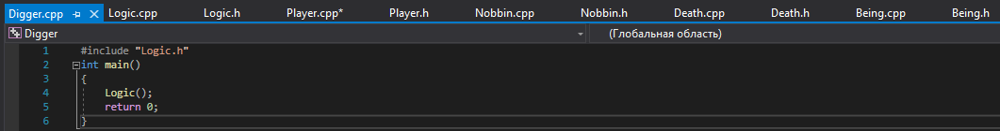 Digger.cpp Logic.cpp Logic.h Player.cpp* Player.h Nobbin.cpp Nobbin.h Death.cpp Death.h Being.cpp Being.h
Digger (Глобальная область)
1 #include "Logic.h"
2 int main()
3 {
4 Logic();
5 return 0;
6 }